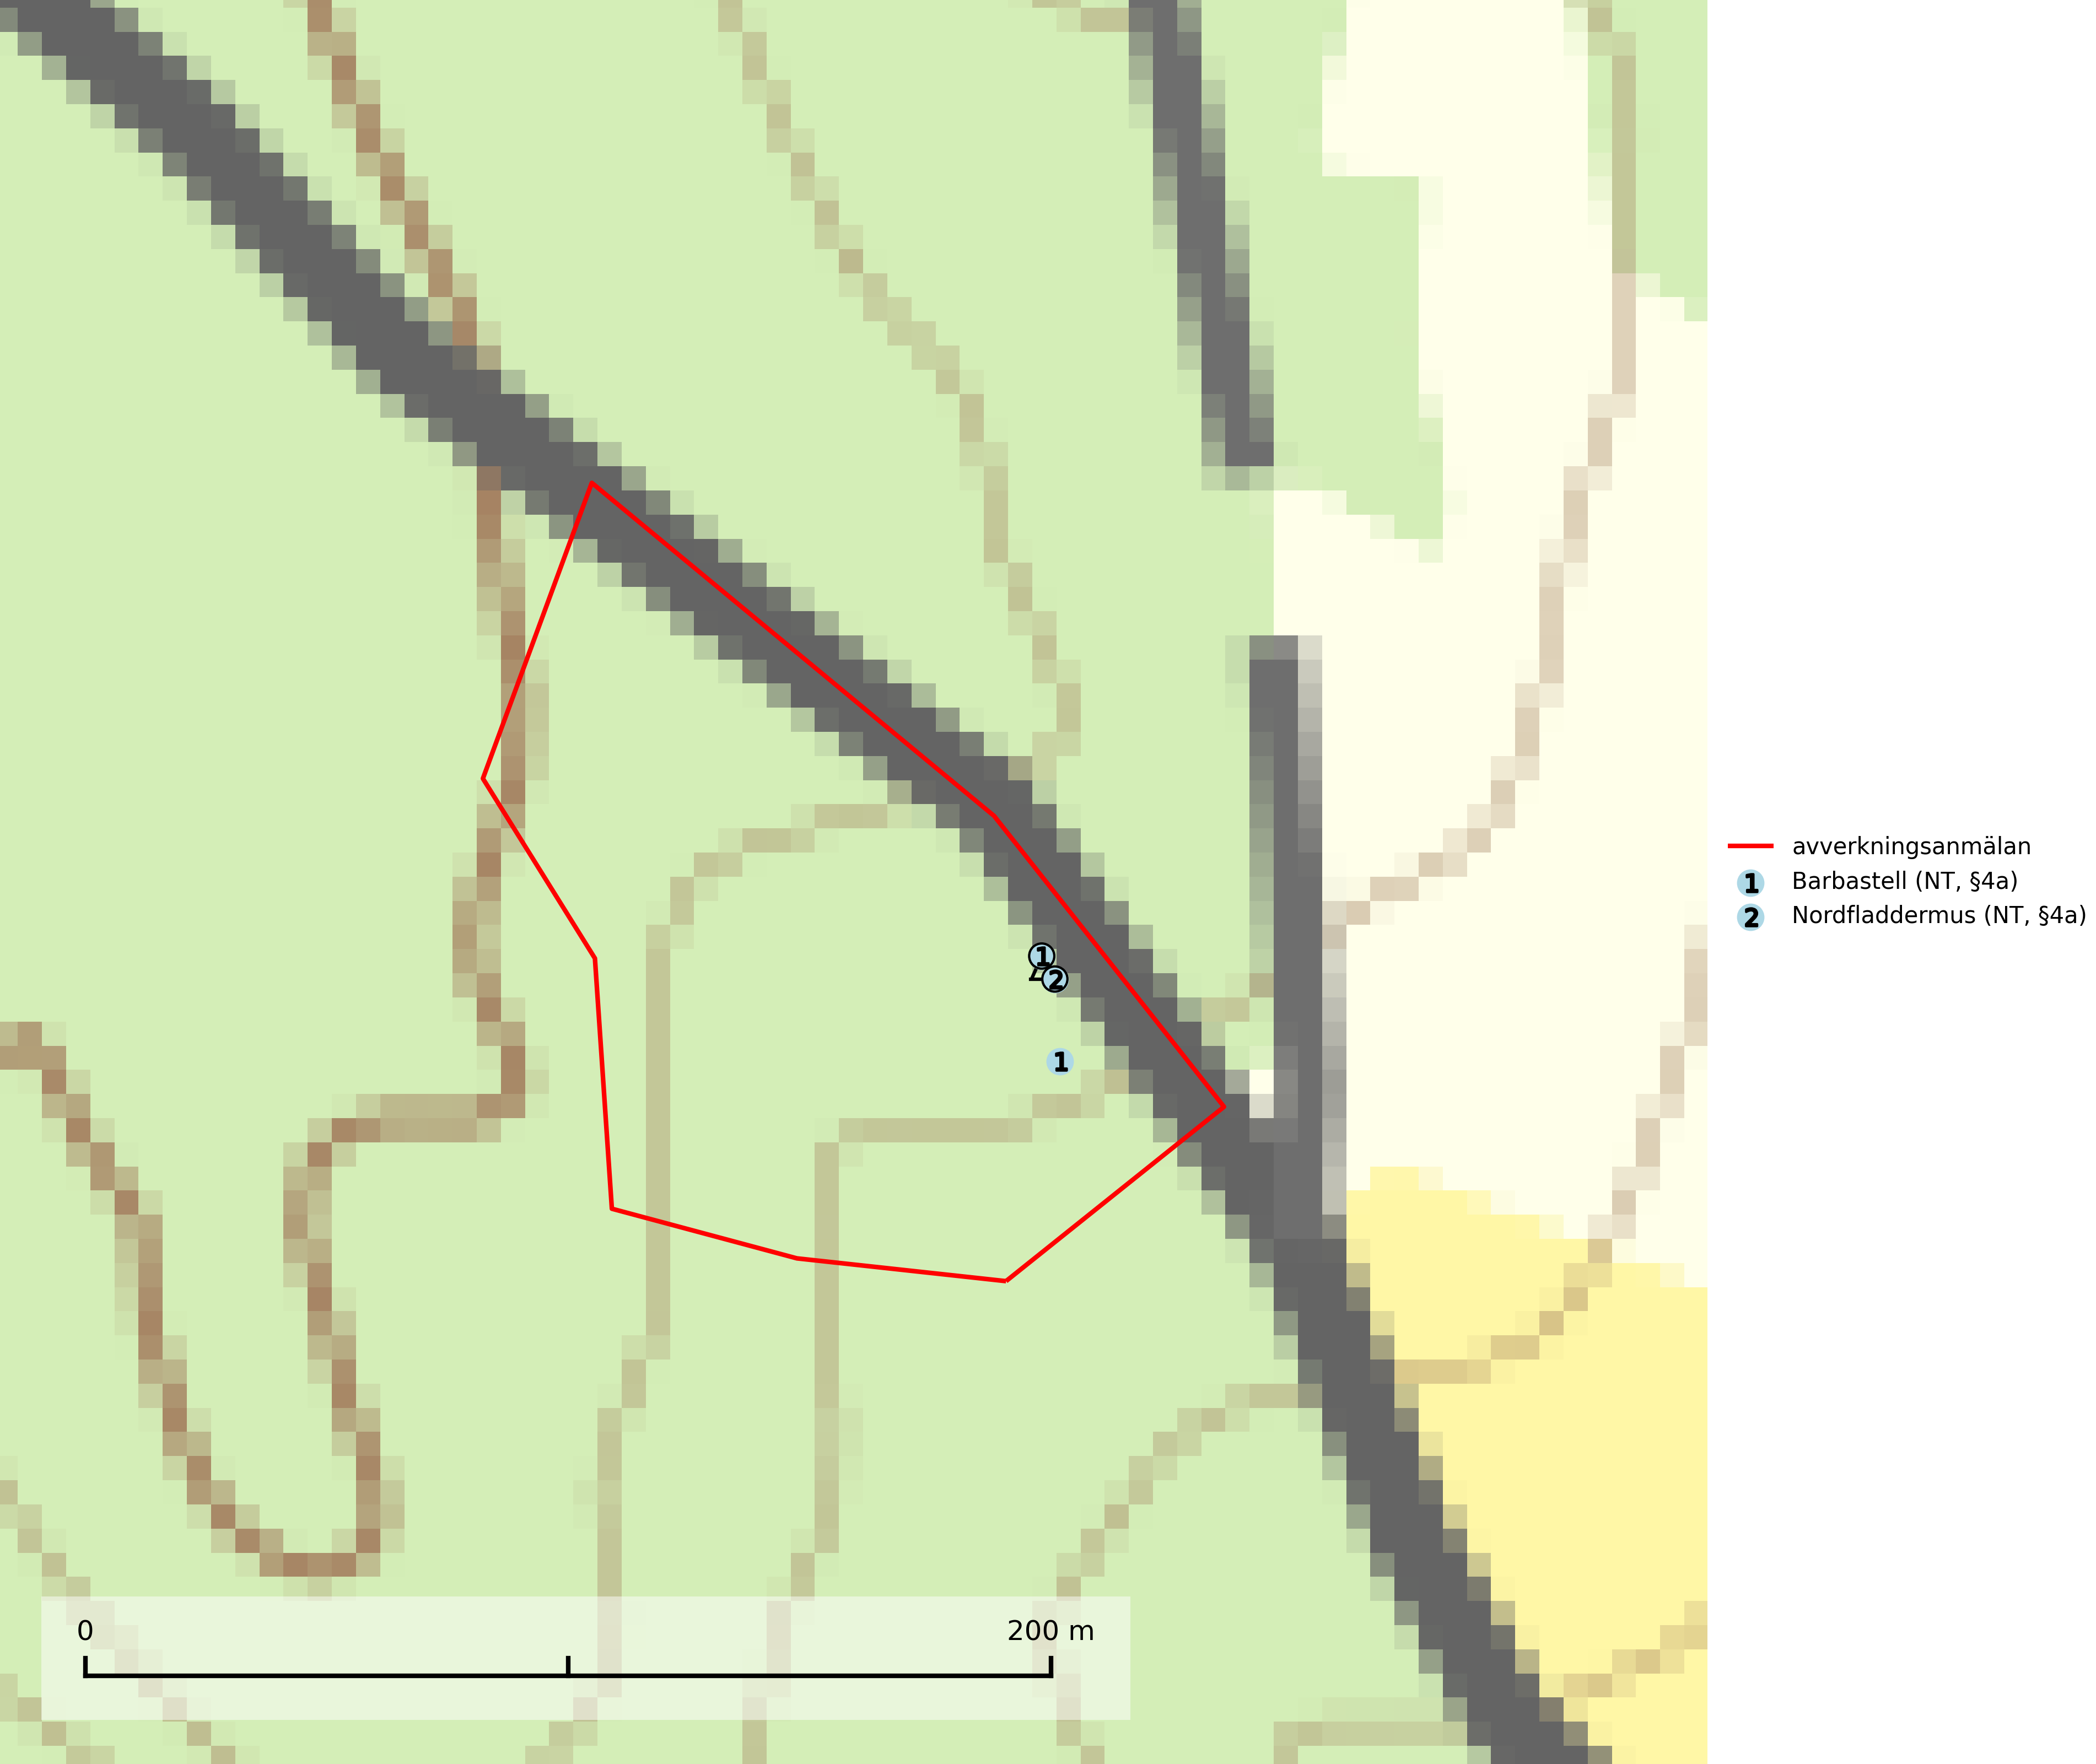 avverkningsanmälan
1 Barbastell (NT, §4a)
2 Nordfladdermus (NT, §4a)
1
2
1
0 200 m